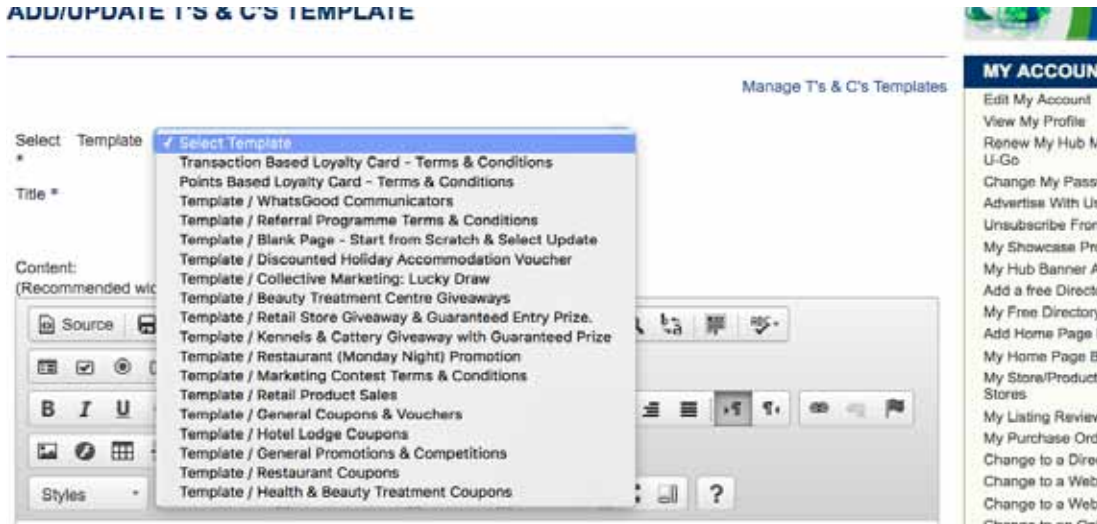 ADD/UPDATE T'S & C'S TEMPLATE
Manage T's & C's Templates
Select Template
*
✓ Select Template
Transaction Based Loyalty Card - Terms & Conditions
Points Based Loyalty Card - Terms & Conditions
Template / WhatsGood Communicators
Template / Referral Programme Terms & Conditions
Template / Blank Page - Start from Scratch & Select Update
Template / Discounted Holiday Accommodation Voucher
Template / Collective Marketing: Lucky Draw
Template / Beauty Treatment Centre Giveaways
Template / Retail Store Giveaway & Guaranteed Entry Prize.
Template / Kennels & Cattery Giveaway with Guaranteed Prize
Template / Restaurant (Monday Night) Promotion
Template / Marketing Contest Terms & Conditions
Template / Retail Product Sales
Template / General Coupons & Vouchers
Template / Hotel Lodge Coupons
Template / General Promotions & Competitions
Template / Restaurant Coupons
Template / Health & Beauty Treatment Coupons
Title *
Content:
(Recommended wid
Source
B I U
Styles
?
MY ACCOUN
Edit My Account
View My Profile
Renew My Hub M
U-Go
Change My Pass
Advertise With U
Unsubscribe Fro
My Showcase Pr
My Hub Banner A
Add a free Direct
My Free Directory
Add Home Page
My Home Page B
My Store/Product
Stores
My Listing Review
My Purchase Ord
Change to a Dire
Change to a Web
Change to a Web